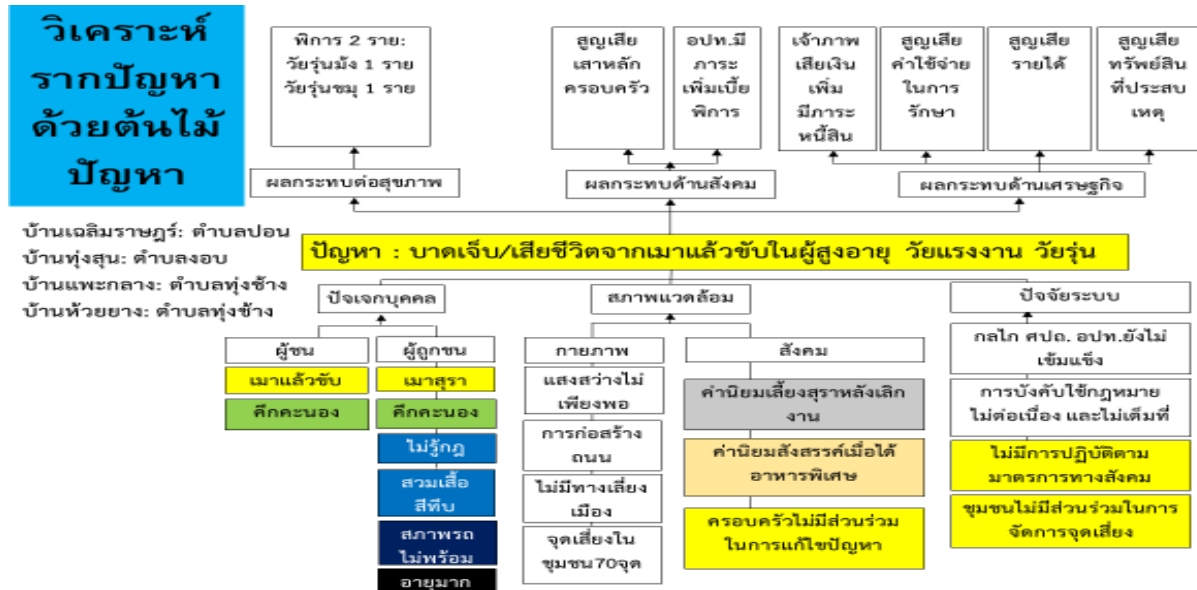 วิเคราะห์
รากปัญหา
ด้วยต้นไม้
ปัญหา
พิการ 2 ราย:
วัยรุ่นม้ง 1 ราย
วัยรุ่นขมุ 1 ราย
สูญเสีย
เสาหลัก
ครอบครัว
อปท.มี
ภาระ
เพิ่มเบี้ย
พิการ
เจ้าภาพ
เสียเงิน
เพิ่ม
มีภาระ
หนี้สิน
สูญเสีย
ค่าใช้จ่าย
ในการ
รักษา
สูญเสีย
รายได้
สูญเสีย
ทรัพย์สิน
ที่ประสบ
เหตุ
ผลกระทบต่อสุขภาพ
ผลกระทบด้านสังคม
ผลกระทบด้านเศรษฐกิจ
บ้านเฉลิมราษฎร์: ตำบลปอน
บ้านทุ่งสุน: ตำบลงอบ
บ้านแพะกลาง: ตำบลทุ่งช้าง
บ้านห้วยยาง: ตำบลทุ่งช้าง
ปัญหา : บาดเจ็บ/เสียชีวิตจากเมาแล้วขับในผู้สูงอายุ วัยแรงงาน วัยรุ่น
ปัจเจกบุคคล
สภาพแวดล้อม
ปัจจัยระบบ
ผู้ชน
เมาแล้วขับ
คึกคะนอง
ผู้ถูกชน
เมาสุรา
คึกคะนอง
ไม่รู้กฎ
สวมเสื้อ
สีทึบ
สภาพรถ
ไม่พร้อม
อายุมาก
กายภาพ
แสงสว่างไม่
เพียงพอ
การก่อสร้าง
ถนน
ไม่มีทางเลี่ยง
เมือง
จุดเสี่ยงใน
ชุมชน70จุด
สังคม
ค่านิยมเลี้ยงสุราหลังเลิก
งาน
ค่านิยมสังสรรค์เมื่อได้
อาหารพิเศษ
ครอบครัวไม่มีส่วนร่วม
ในการแก้ไขปัญหา
กลไก ศปถ. อปท.ยังไม่
เข้มแข็ง
การบังคับใช้กฎหมาย
ไม่ต่อเนื่อง และไม่เต็มที่
ไม่มีการปฏิบัติตาม
มาตรการทางสังคม
ชุมชนไม่มีส่วนร่วมในการ
จัดการจุดเสี่ยง